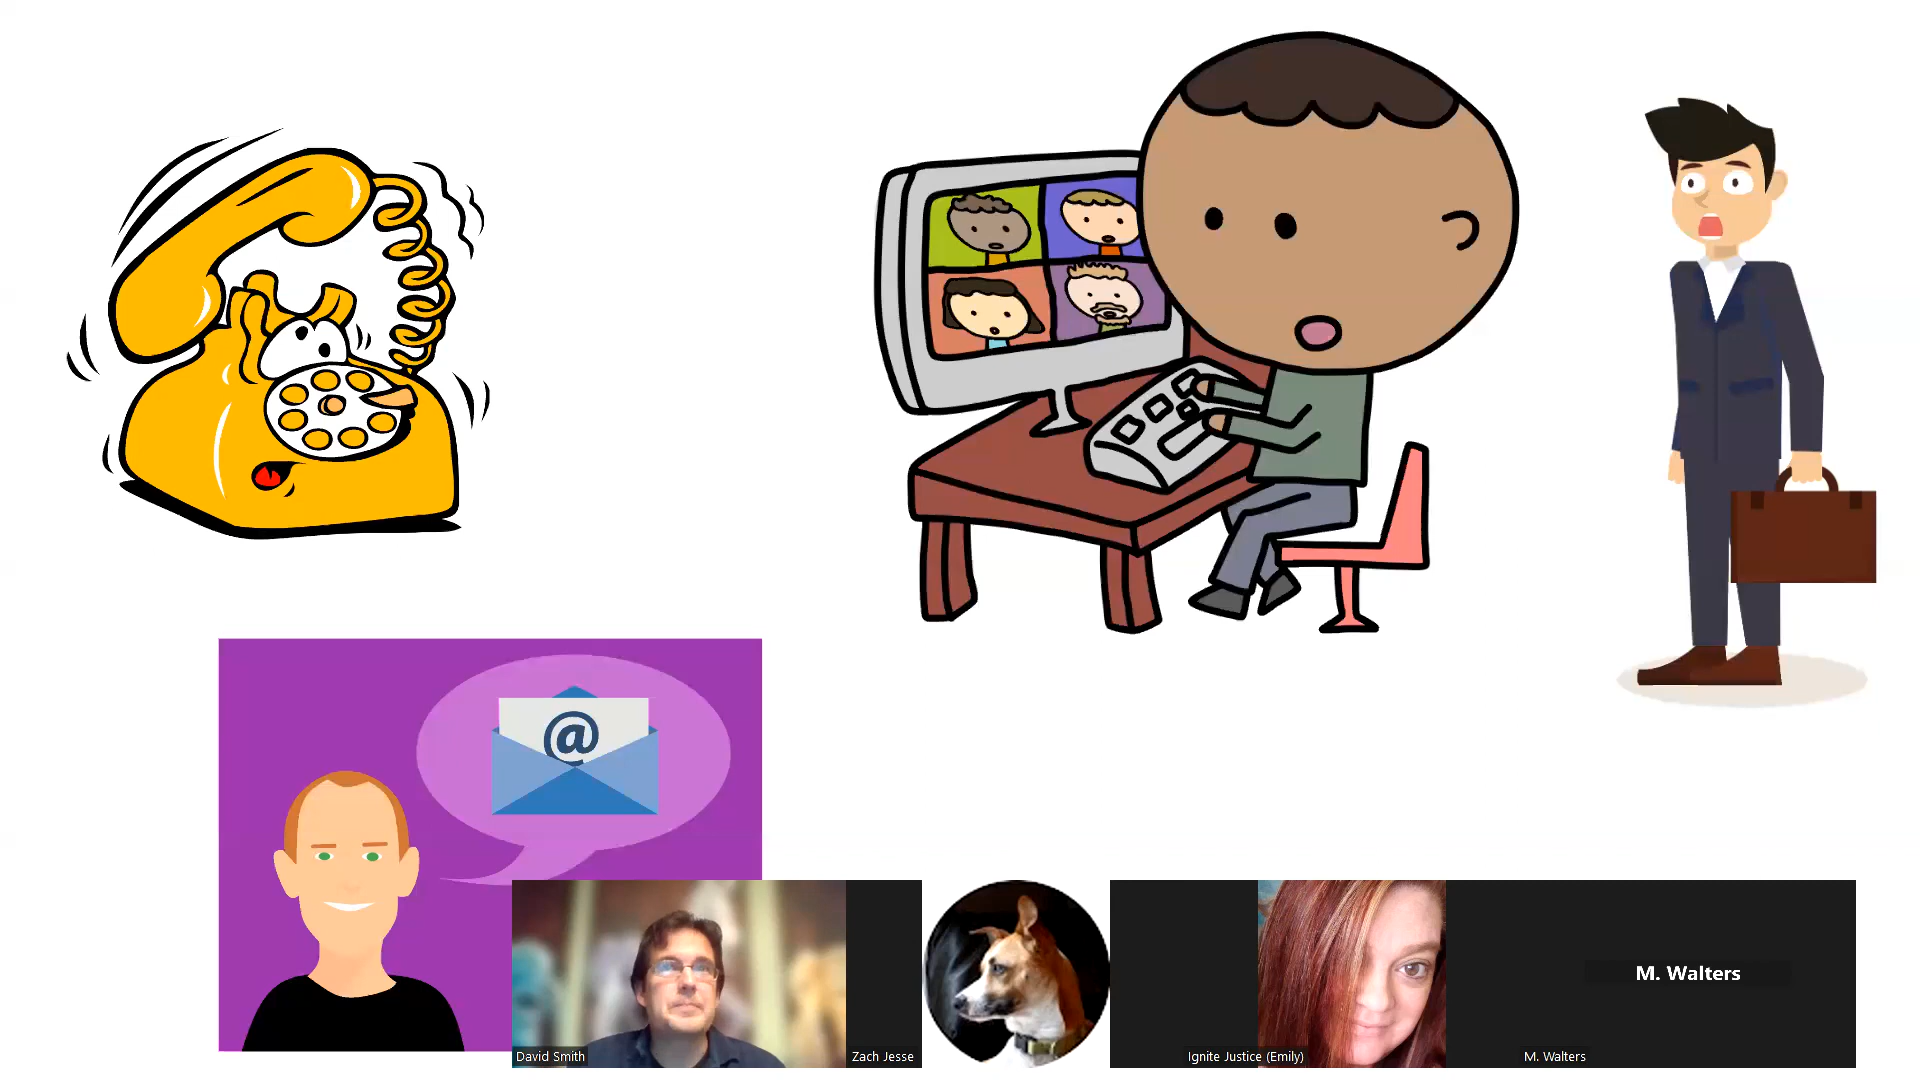 @
M. Walters
David Smith
Zach Jesse
Ignite Justice (Emily)
M. Walters